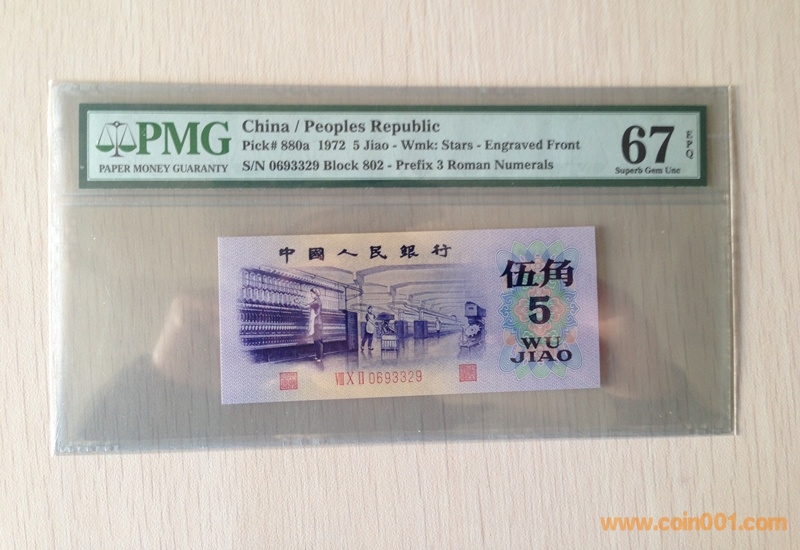 PMG
PAPER MONEY GUARANTY
China / Peoples Republic
Pick# 880a 1972 5 Jiao - Wmk: Stars - Engraved Front
S/N 0693329 Block 802 - Prefix 3 Roman Numerals
67
EPQ
Superb Gem Unc
中國人民銀行
伍角
5
WU
JIAO
Ⅷ Ⅹ Ⅱ 0693329
www.coin001.com